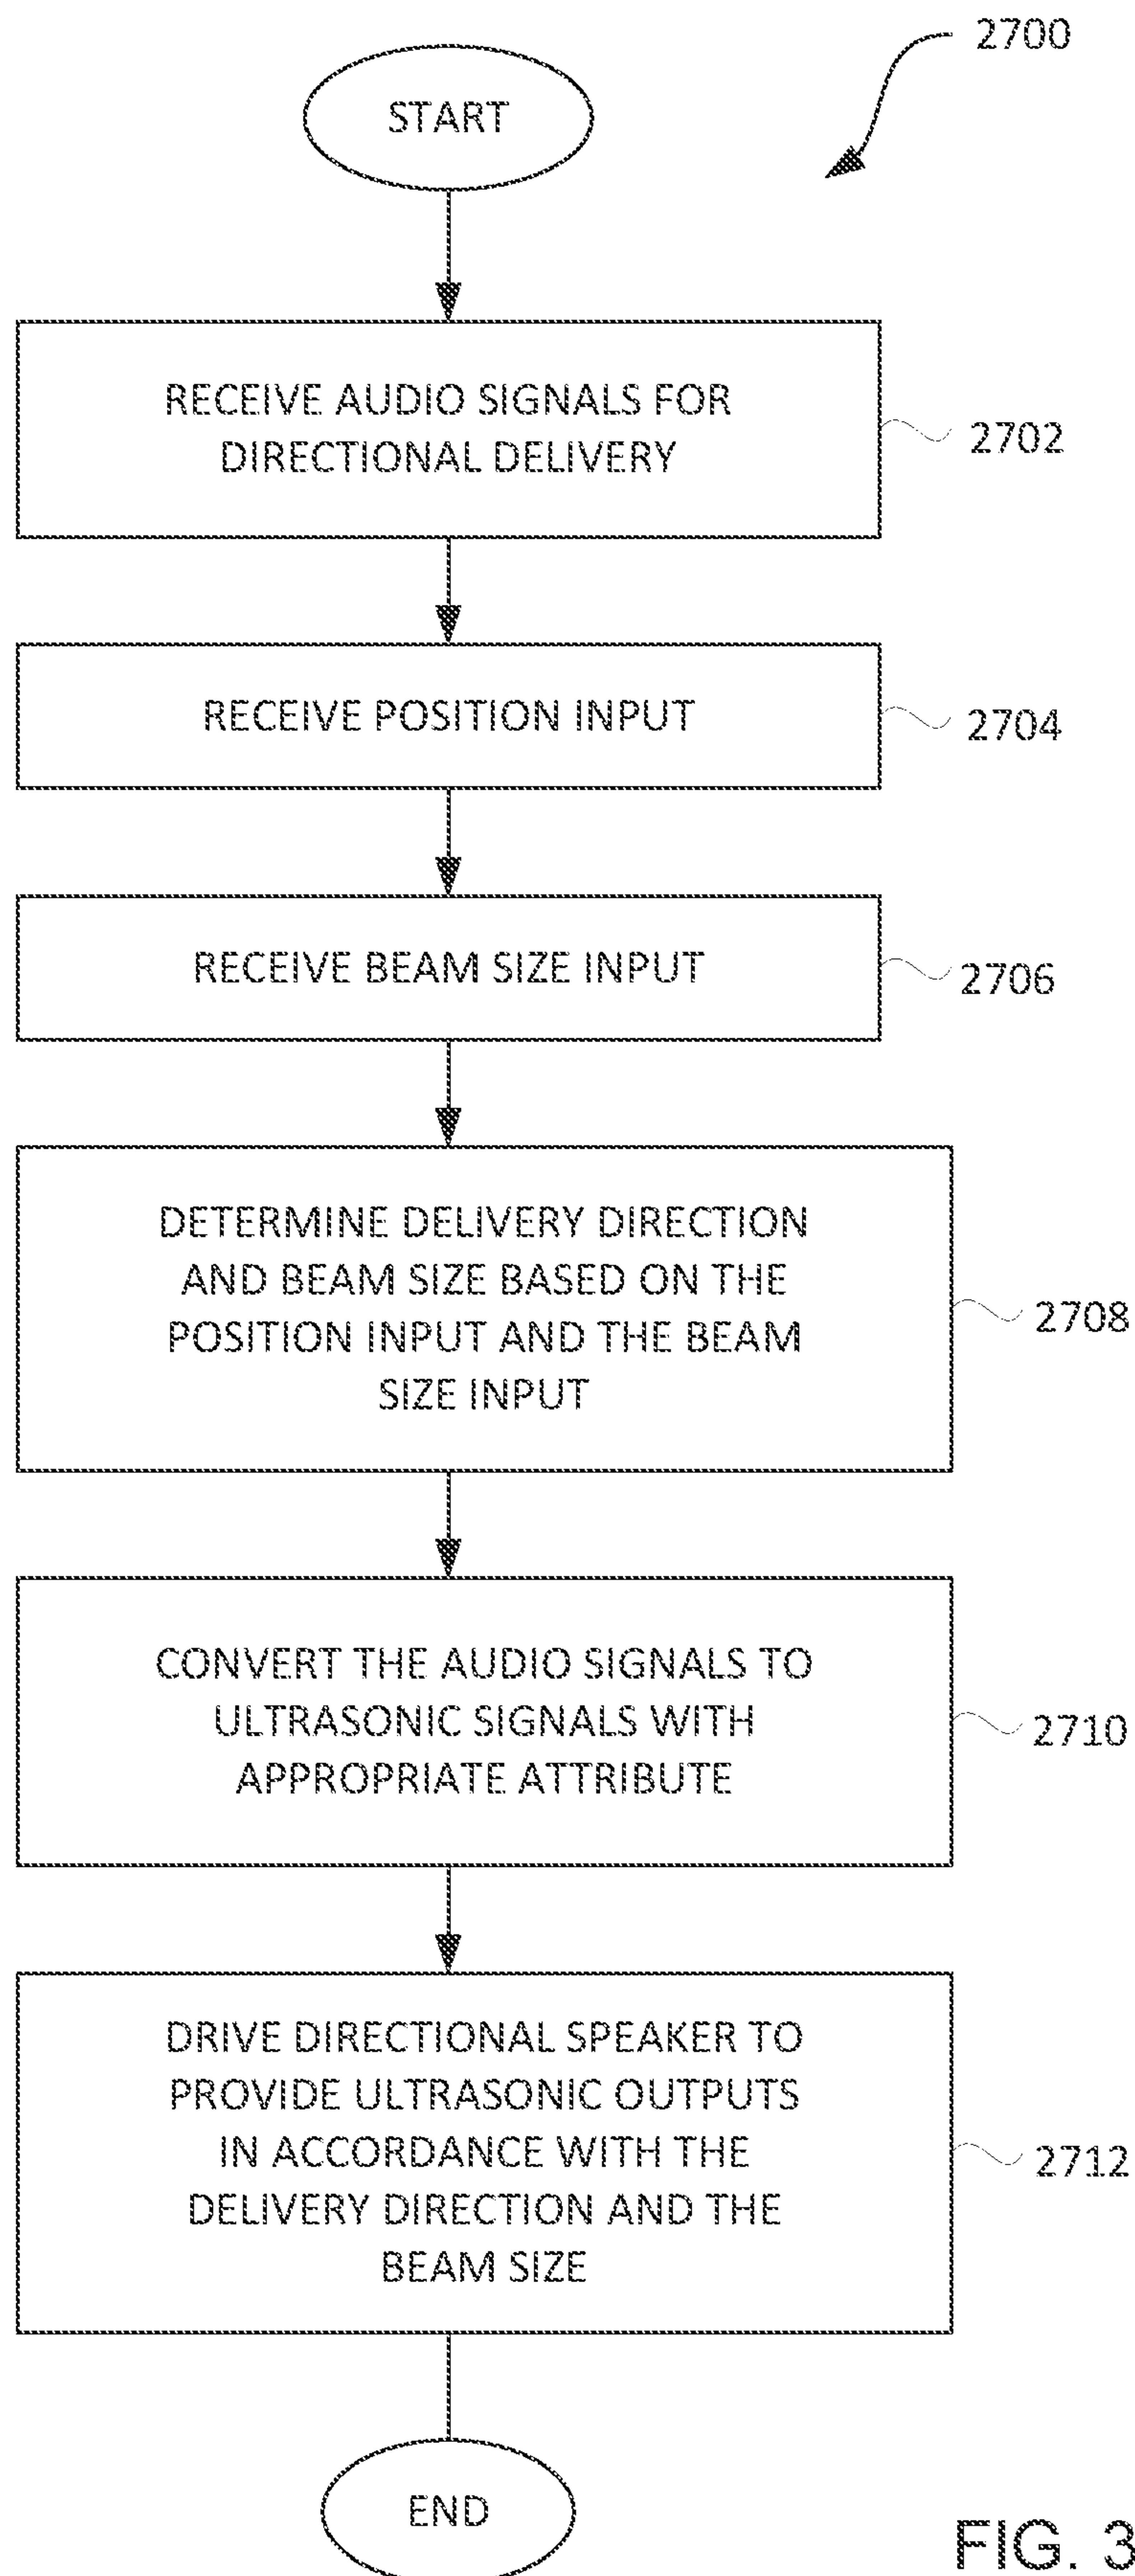 2700
START
RECEIVE AUDIO SIGNALS FOR
DIRECTIONAL DELIVERY
2702
RECEIVE POSITION INPUT
2704
RECEIVE BEAM SIZE INPUT
2706
DETERMINE DELIVERY DIRECTION
AND BEAM SIZE BASED ON THE
POSITION INPUT AND THE BEAM
SIZE INPUT
2708
CONVERT THE AUDIO SIGNALS TO
ULTRASONIC SIGNALS WITH
APPROPRIATE ATTRIBUTE
2710
DRIVE DIRECTIONAL SPEAKER TO
PROVIDE ULTRASONIC OUTPUTS
IN ACCORDANCE WITH THE
DELIVERY DIRECTION AND THE
BEAM SIZE
2712
END
FIG. 3